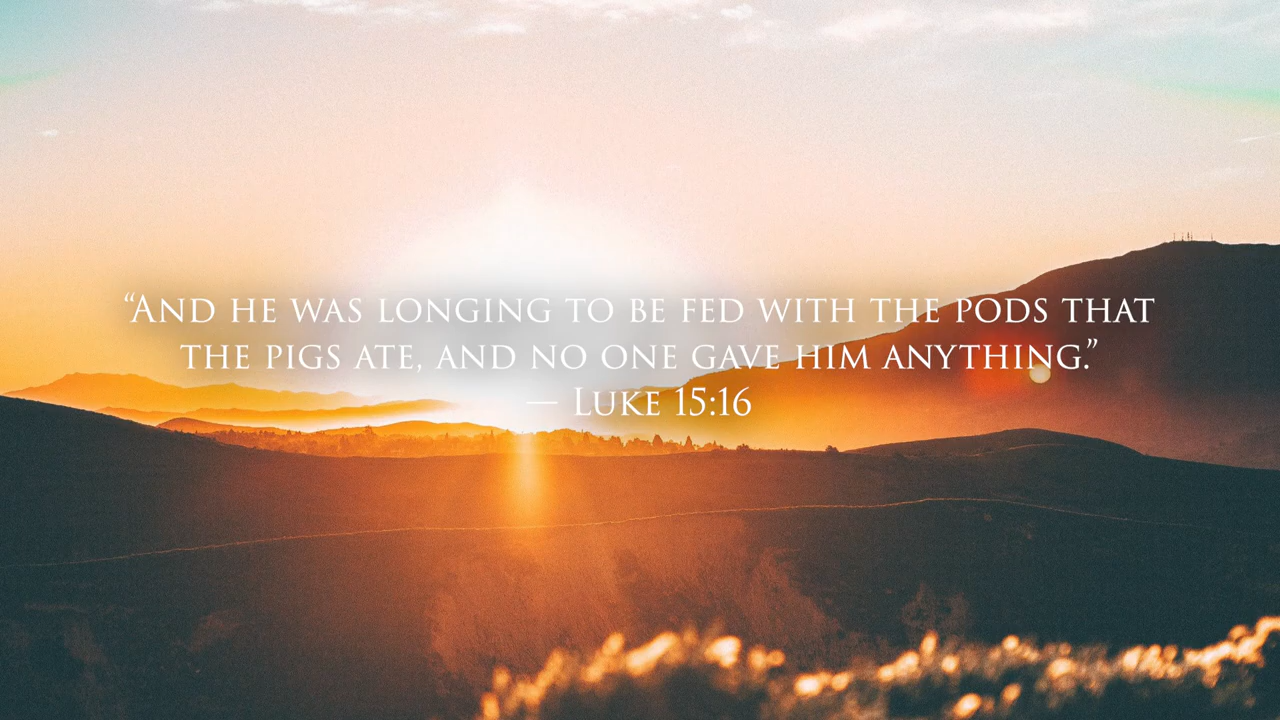 “And he was longing to be fed with the pods that
the pigs ate, and no one gave him anything.”
— Luke 15:16